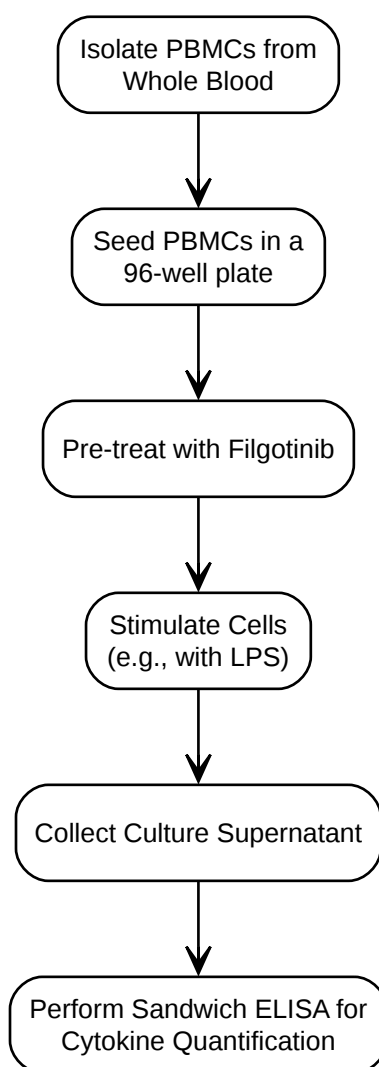 Isolate PBMCs from
Whole Blood
Seed PBMCs in a
96-well plate
Pre-treat with Filgotinib
Stimulate Cells
(e.g., with LPS)
Collect Culture Supernatant
Perform Sandwich ELISA for
Cytokine Quantification